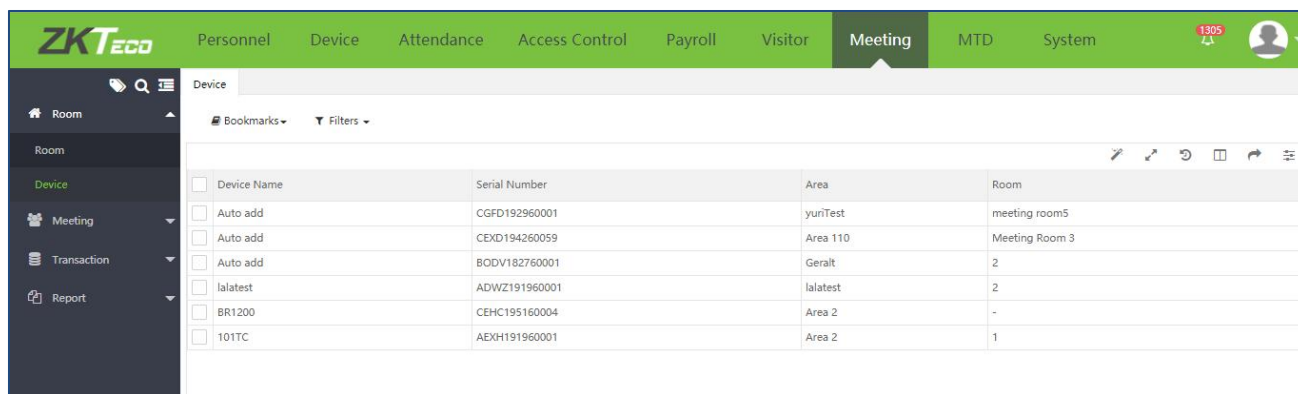 ZKTeco Personnel Device Attendance Access Control Payroll Visitor Meeting MTD System 1305
Device
Room
Bookmarks Filters
Room
Device
Meeting
Transaction
Report
Device Name Serial Number Area Room
Auto add CGFD192960001 yuriTest meeting room5
Auto add CEXD194260059 Area 110 Meeting Room 3
Auto add BODV182760001 Geralt 2
lalatest ADWZ191960001 lalatest 2
BR1200 CEHC195160004 Area 2 -
101TC AEXH191960001 Area 2 1